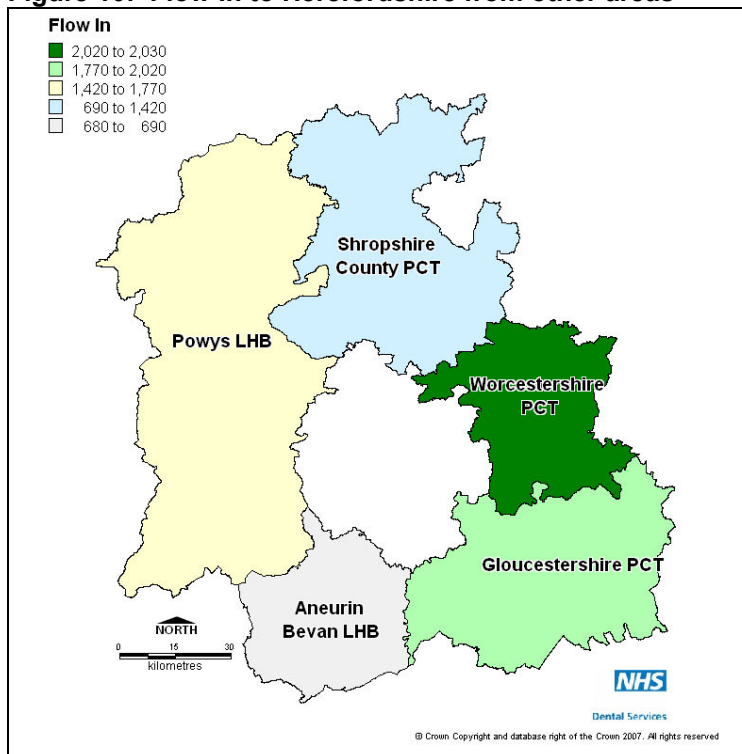 Flow In
2,020 to 2,030
1,770 to 2,020
1,420 to 1,770
690 to 1,420
680 to 690
Shropshire
County PCT
Powys LHB
Worcestershire
PCT
Gloucestershire PCT
Aneurin
Bevan LHB
NORTH
0 15 30
kilometres
NHS
Dental Services
© Crown Copyright and database right of the Crown 2007. All rights reserved